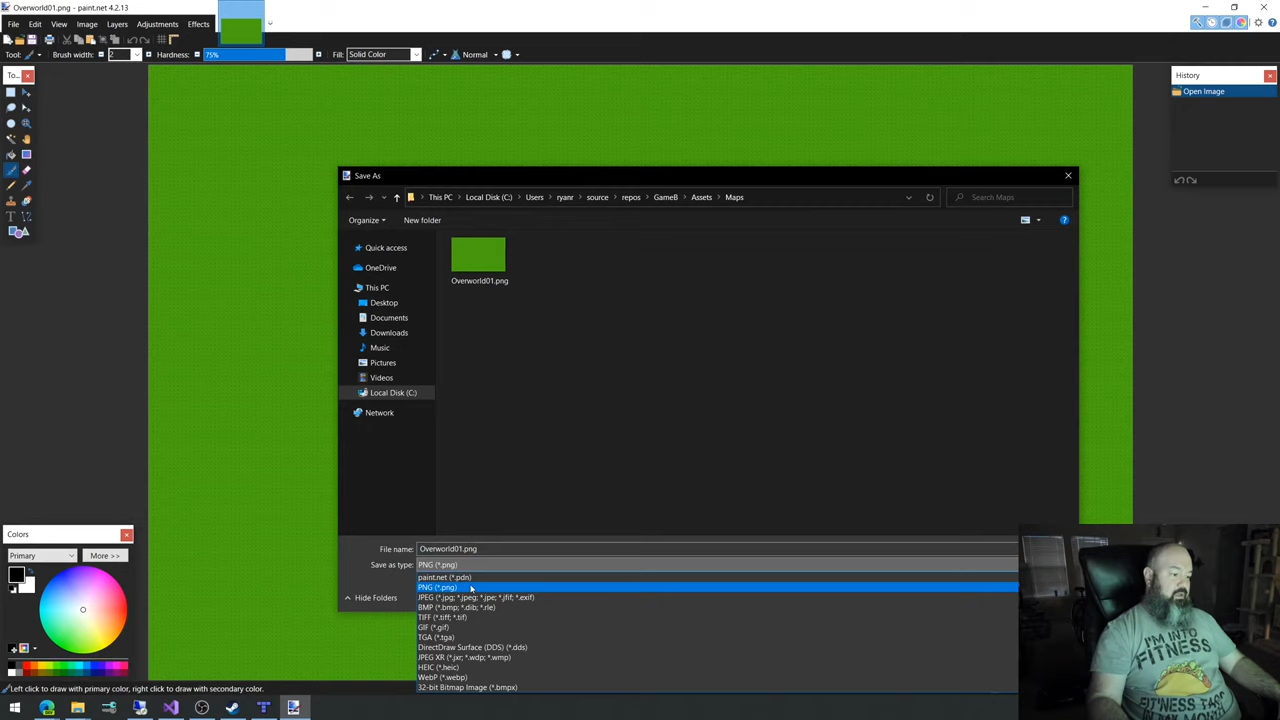 Overworld01.png - paint.net 4.2.13
File Edit View Image Layers Adjustments Effects
Tool: Brush width: 2 Hardness: 75% Fill: Solid Color Normal
To...
History
Open Image
Save As
This PC > Local Disk (C:) > Users > ryanr > source > repos > GameB > Assets > Maps
Search Maps
Organize New folder
Quick access
OneDrive
This PC
Desktop
Documents
Downloads
Music
Pictures
Videos
Local Disk (C:)
Network
Overworld01.png
File name: Overworld01.png
Save as type: PNG (*.png)
paint.net (*.pdn)
PNG (*.png)
JPEG (*.jpg; *.jpeg; *.jpe; *.jfif; *.exif)
BMP (*.bmp; *.dib; *.rle)
TIFF (*.tiff; *.tif)
GIF (*.gif)
TGA (*.tga)
DirectDraw Surface (DDS) (*.dds)
JPEG XR (*.jxr; *.wdp; *.wmp)
HEIC (*.heic)
WebP (*.webp)
32-bit Bitmap Image (*.bmpx)
Hide Folders
Colors
Primary More >>
Left click to draw with primary color, right click to draw with secondary color.
I'M INTO
FITNESS
FITNESS TACO